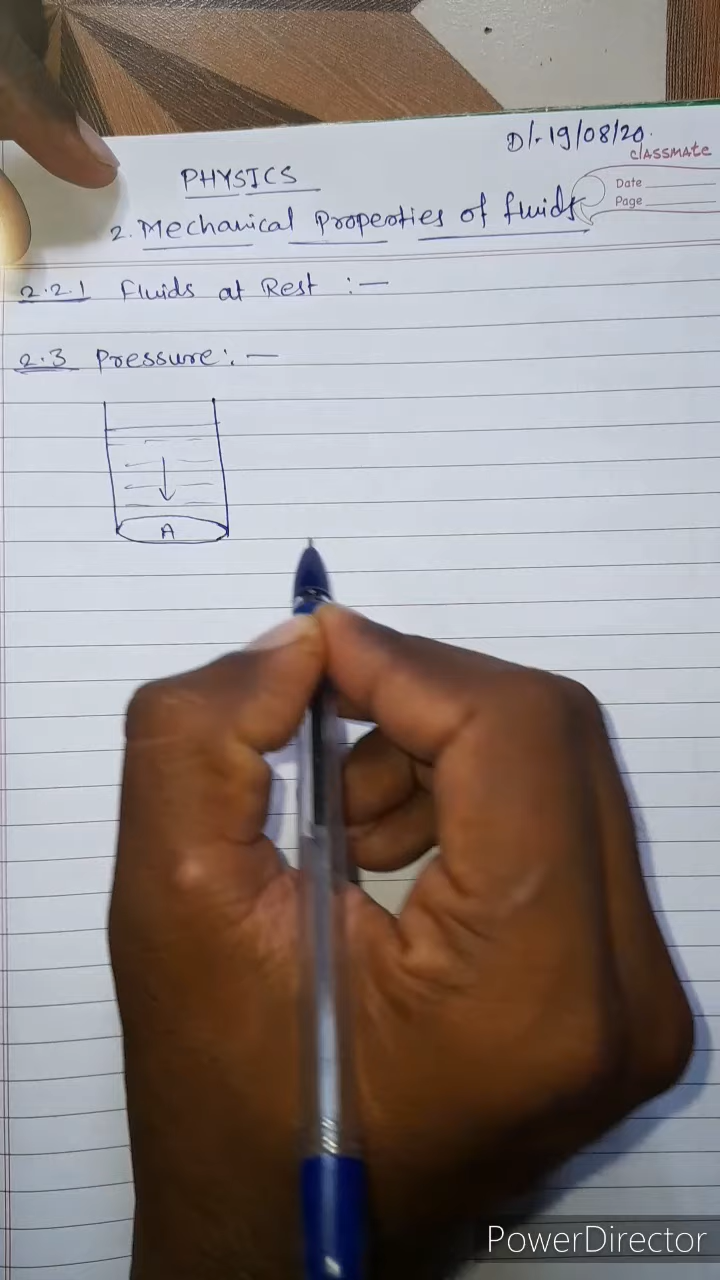 D/-19/08/20.
classmate
PHYSICS
Date
Page
2. Mechanical Properties of fluids
2.2.1 Fluids at Rest :-
2.3 Pressure :-
A
PowerDirector